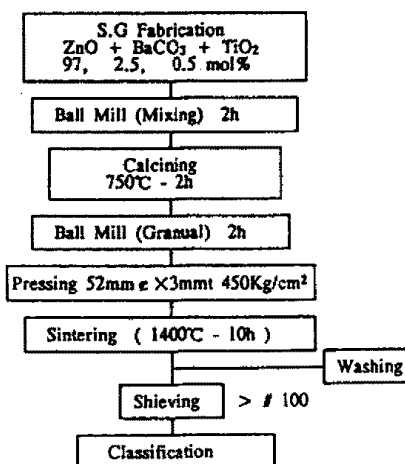 S.G Fabrication
ZnO + BaCO₃ + TiO₂
97, 2.5, 0.5 mol%
Ball Mill (Mixing) 2h
Calcining
750℃ - 2h
Ball Mill (Granual) 2h
Pressing 52mm e ×3mmt 450Kg/cm²
Sintering ( 1400℃ - 10h )
Washing
Shieving > # 100
Classification